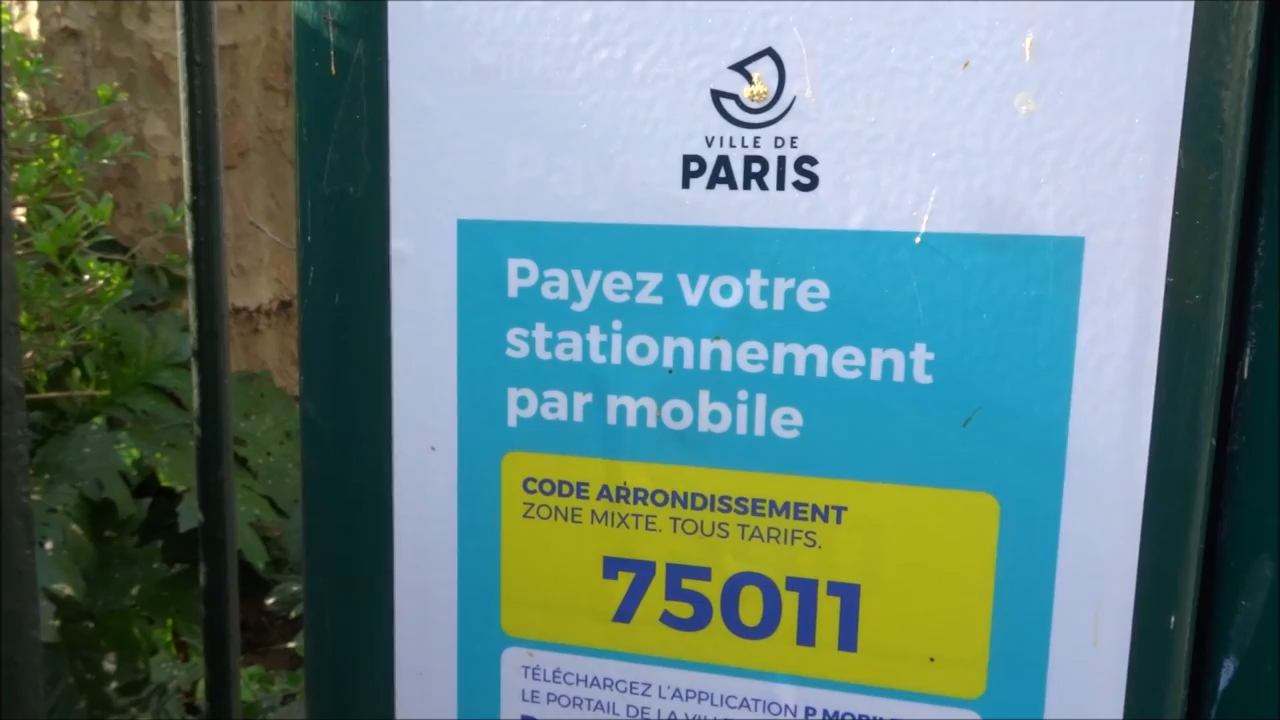 VILLE DE
PARIS
Payez votre
stationnement
par mobile
CODE ARRONDISSEMENT
ZONE MIXTE. TOUS TARIFS.
75011
TÉLÉCHARGEZ L'APPLICATION P MOBILE
LE PORTAIL DE LA